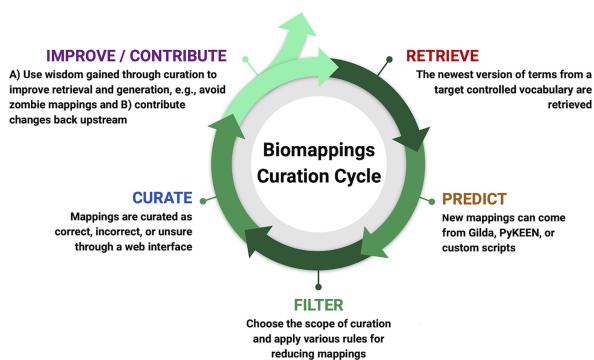 IMPROVE / CONTRIBUTE
A) Use wisdom gained through curation to
improve retrieval and generation, e.g., avoid
zombie mappings and B) contribute
changes back upstream
RETRIEVE
The newest version of terms from a
target controlled vocabulary are
retrieved
Biomappings
Curation Cycle
CURATE
Mappings are curated as
correct, incorrect, or unsure
through a web interface
PREDICT
New mappings can come
from Gilda, PyKEEN, or
custom scripts
FILTER
Choose the scope of curation
and apply various rules for
reducing mappings